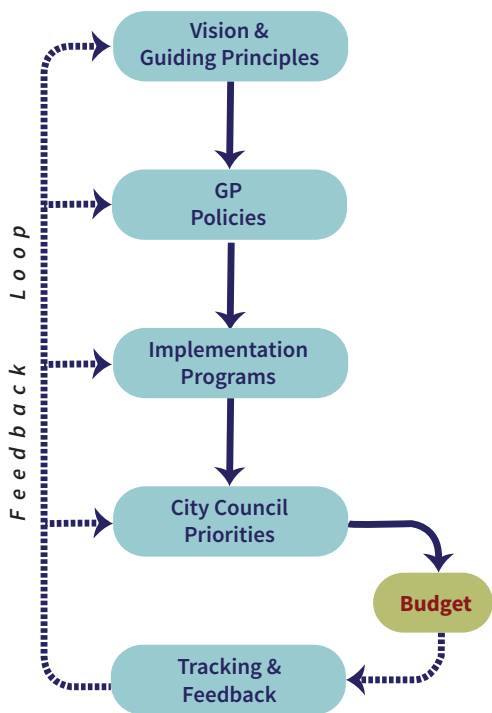 Vision &
Guiding Principles
GP
Policies
Implementation
Programs
City Council
Priorities
Budget
Tracking &
Feedback
Feedback Loop